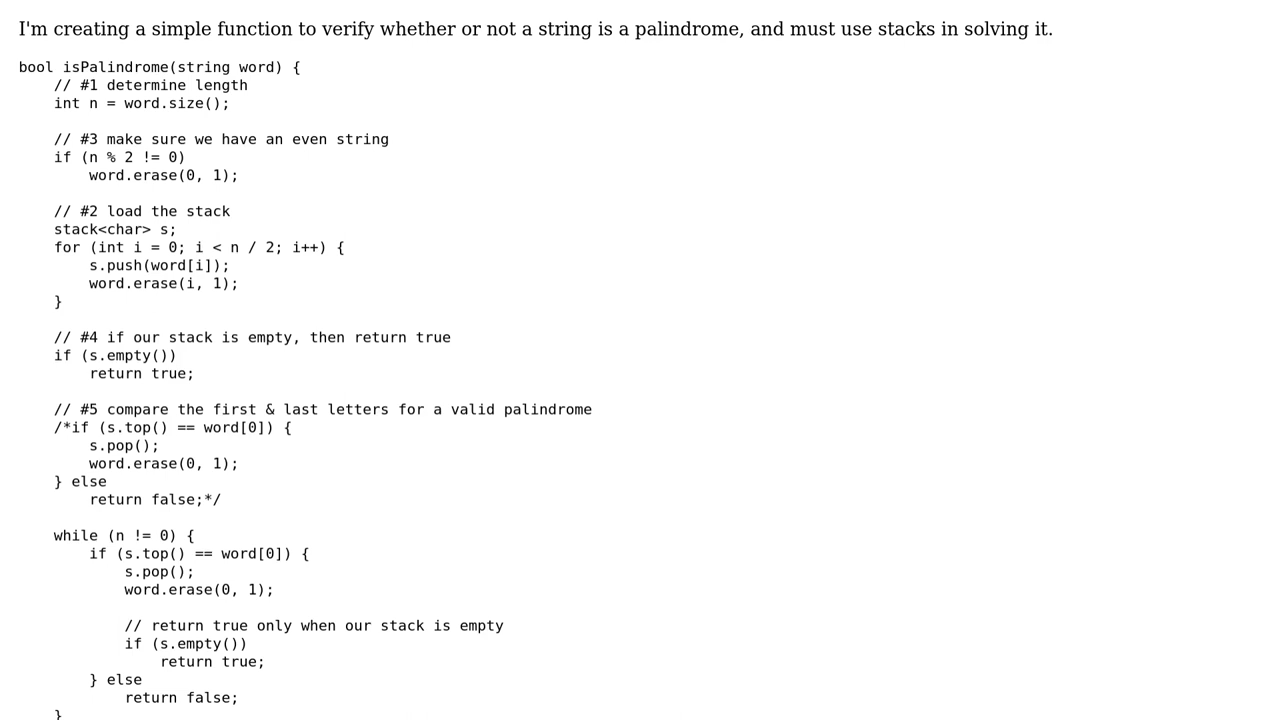 I'm creating a simple function to verify whether or not a string is a palindrome, and must use stacks in solving it.
bool isPalindrome(string word) {
    // #1 determine length
    int n = word.size();

    // #3 make sure we have an even string
    if (n % 2 != 0)
        word.erase(0, 1);

    // #2 load the stack
    stack<char> s;
    for (int i = 0; i < n / 2; i++) {
        s.push(word[i]);
        word.erase(i, 1);
    }

    // #4 if our stack is empty, then return true
    if (s.empty())
        return true;

    // #5 compare the first & last letters for a valid palindrome
    /*if (s.top() == word[0]) {
        s.pop();
        word.erase(0, 1);
    } else
        return false;*/

    while (n != 0) {
        if (s.top() == word[0]) {
            s.pop();
            word.erase(0, 1);

            // return true only when our stack is empty
            if (s.empty())
                return true;
        } else
            return false;
    }